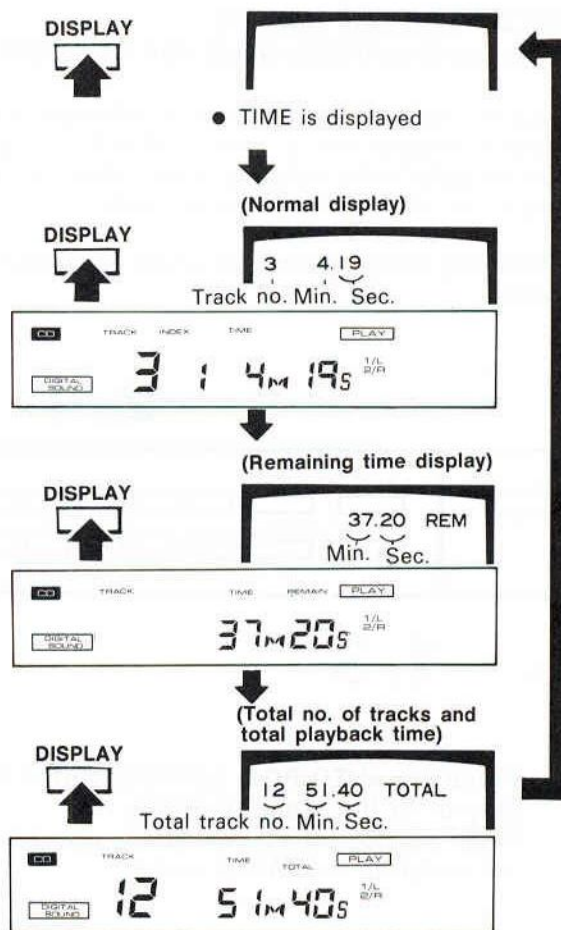 DISPLAY
● TIME is displayed
(Normal display)
DISPLAY
3 4.19
Track no. Min. Sec.
CD TRACK INDEX TIME PLAY
DIGITAL SOUND 3 1 4M 19S 1/L 2/R
(Remaining time display)
DISPLAY
37.20 REM
Min. Sec.
CD TRACK TIME REMAIN PLAY
DIGITAL SOUND 37M20S 1/L 2/R
(Total no. of tracks and
total playback time)
DISPLAY
12 51.40 TOTAL
Total track no. Min. Sec.
CD TRACK TIME TOTAL PLAY
DIGITAL SOUND 12 51M40S 1/L 2/R